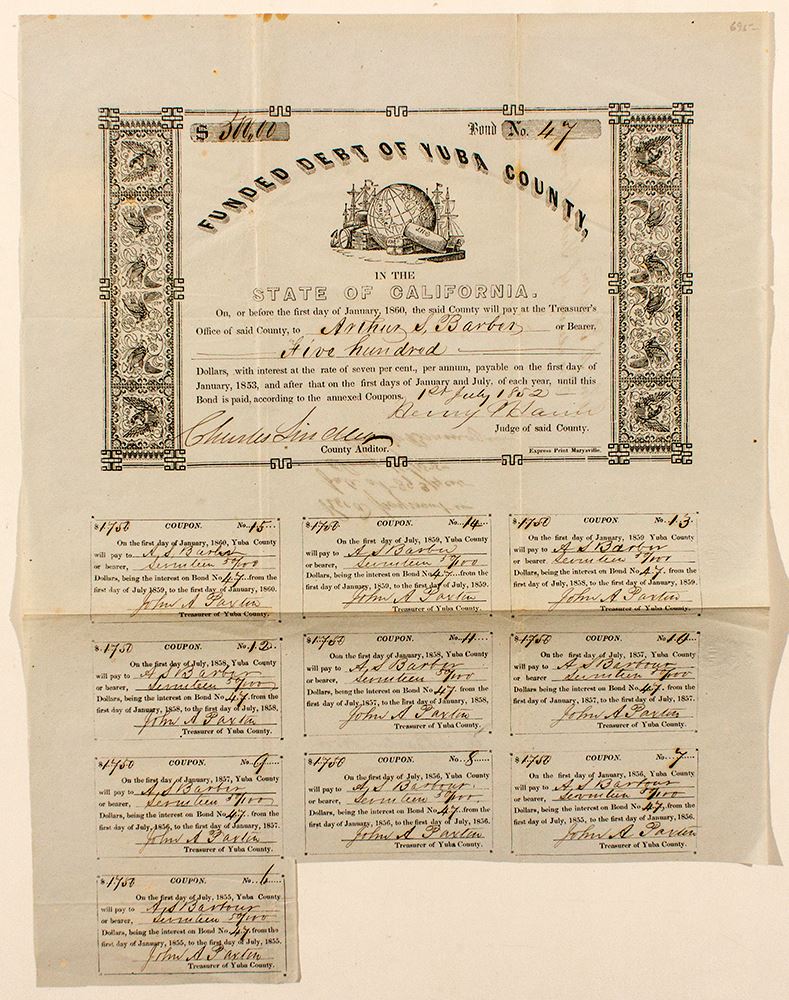 695-
$ 500,00 Bond No. 47
FUNDED DEBT OF YUBA COUNTY,
IN THE
STATE OF CALIFORNIA.
On, or before the first day of January, 1860, the said County will pay at the Treasurer's
Office of said County, to Arthur S. Barber or Bearer,
Five hundred
Dollars, with interest at the rate of seven per cent., per annum, payable on the first day of
January, 1853, and after that on the first days of January and July, of each year, until this
Bond is paid, according to the annexed Coupons. 1st July 1852
Henry
Judge of said County.
Charles Lindley
County Auditor.
Express Print Marysville.
$1750 COUPON. No. 15
On the first day of January, 1860, Yuba County
will pay to A. S Barber
or bearer, Seventeen 50/100
Dollars, being the interest on Bond No 47. from the
first day of July 1859, to the first day of January, 1860.
John A Paxton
Treasurer of Yuba County.
$1750 COUPON. No. 14
On the first day of July, 1859, Yuba County
will pay to A S Barber
or bearer, Seventeen 50/100
Dollars, being the interest on Bond No 47. from the
first day of January, 1859, to the first day of July, 1859.
John A Paxton
Treasurer of Yuba County.
$1750 COUPON. No. 13
On the first day of January, 1859 Yuba County
will pay to A S Barber
or bearer Seventeen 50/100
Dollars, being the interest on Bond No 47. from the
first day of July, 1858, to the first day of January, 1859.
John A Paxton
Treasurer of Yuba County.
$1750 COUPON. No. 12
On the first day of July, 1858, Yuba County
will pay to A. S Barber
or bearer, Seventeen 50/100
Dollars, being the interest on Bond No 47. from the
first day of January, 1858, to the first day of July, 1858.
John A Paxton
Treasurer of Yuba County.
$1750 COUPON. No. 11
On the first day of January, 1858, Yuba County
will pay to A S Barber
or bearer, Seventeen 50/100
Dollars, being the interest on Bond No 47. from the
first day of July, 1857, to the first day of January, 1858,
John A Paxton
Treasurer of Yuba County.
$1750 COUPON. No. 10
On the first day of July, 1857, Yuba County
will pay to A. S Barbour
or bearer, Seventeen 50/100
Dollars, being the interest on Bond No 47. from the
first day of January, 1857, to the first day of July, 1857.
John A Paxton
Treasurer of Yuba County.
$1750 COUPON. No. 9
On the first day of January, 1857, Yuba County
will pay to A. S Barber
or bearer, Seventeen 50/100
Dollars, being the interest on Bond No 47. from the
first day of July, 1856, to the first day of January, 1857.
John A Paxton
Treasurer of Yuba County.
$1750 COUPON. No. 8
On the first day of July, 1856, Yuba County
will pay to A. S Barbour
or bearer, Seventeen 50/100
Dollars, being the interest on Bond No 47 from the
first day of January, 1856, to the first day of July, 1856.
John A Paxton
Treasurer of Yuba County.
$1750 COUPON. No. 7
On the first day of January, 1856, Yuba County
will pay to A. S Barbour
or bearer, Seventeen 50/100
Dollars, being the interest on Bond No 47, from the
first day of July, 1855, to the first day of January, 1856.
John A Paxton
Treasurer of Yuba County.
$1750 COUPON. No. 6
On the first day of July, 1855, Yuba County
will pay to A. S Barbour
or bearer, Seventeen 50/100
Dollars, being the interest on Bond No 47, from the
first day of January, 1855, to the first day of July, 1855.
John A Paxton
Treasurer of Yuba County.